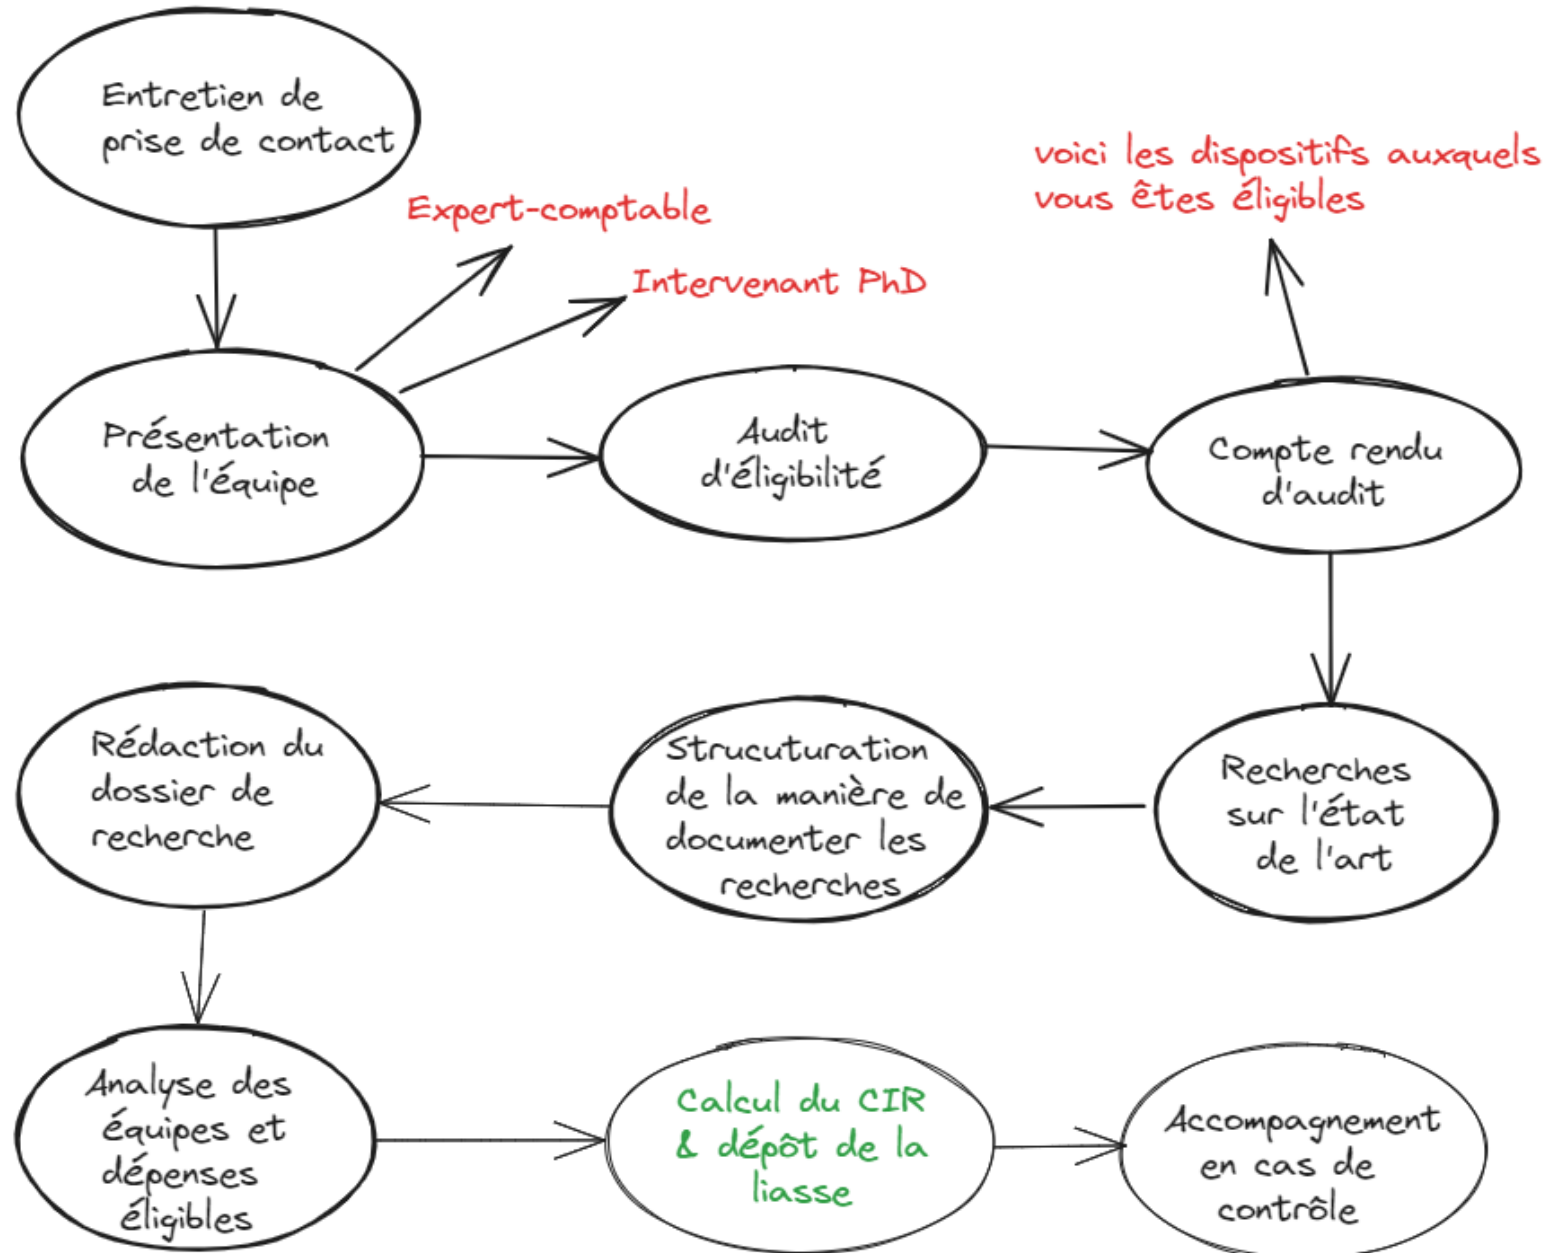 Entretien de
prise de contact
voici les dispositifs auxquels
vous êtes éligibles
Expert-comptable
Intervenant PhD
Présentation
de l'équipe
Audit
d'éligibilité
Compte rendu
d'audit
Recherches
sur l'état
de l'art
Strucuturation
de la manière de
documenter les
recherches
Rédaction du
dossier de
recherche
Analyse des
équipes et
dépenses
éligibles
Calcul du CIR
& dépôt de la
liasse
Accompagnement
en cas de
contrôle